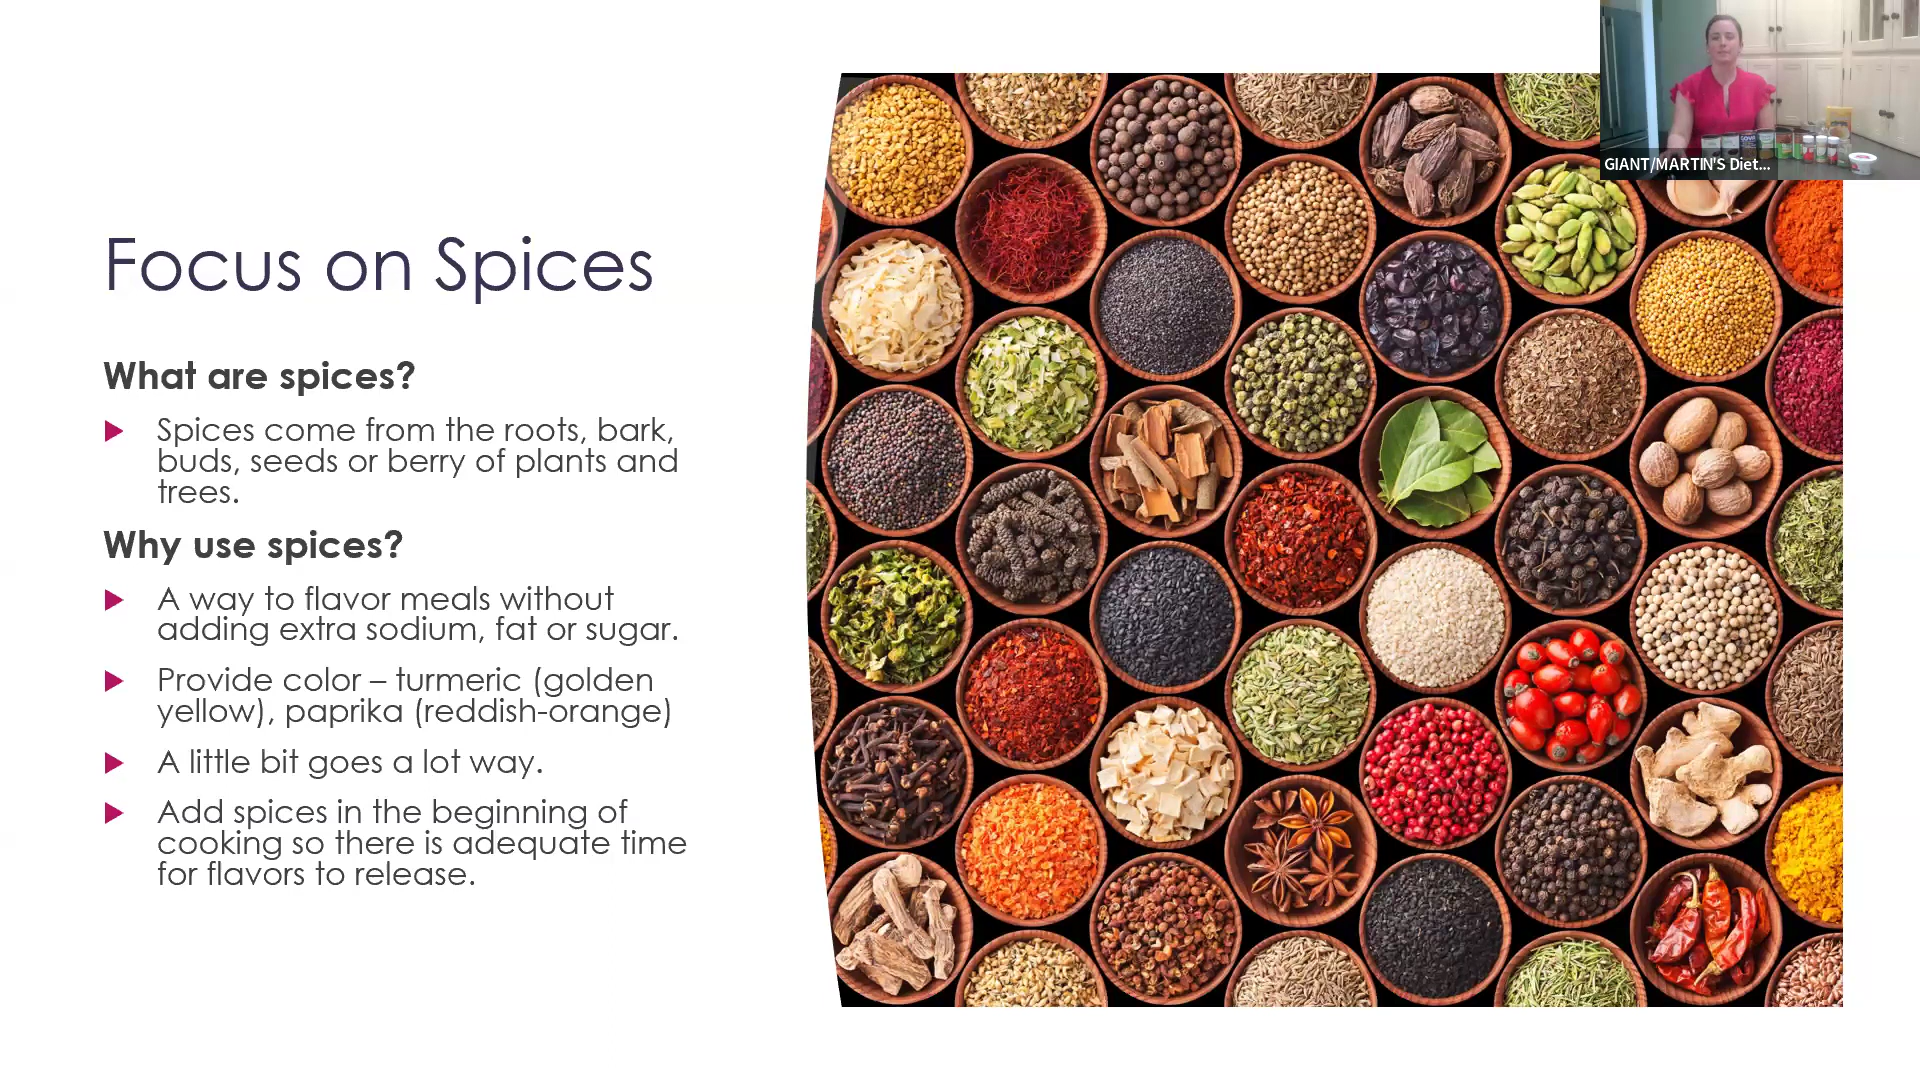 GIANT/MARTIN'S Diet...
Focus on Spices
What are spices?
Spices come from the roots, bark,
buds, seeds or berry of plants and
trees.
Why use spices?
A way to flavor meals without
adding extra sodium, fat or sugar.
Provide color – turmeric (golden
yellow), paprika (reddish-orange)
A little bit goes a lot way.
Add spices in the beginning of
cooking so there is adequate time
for flavors to release.